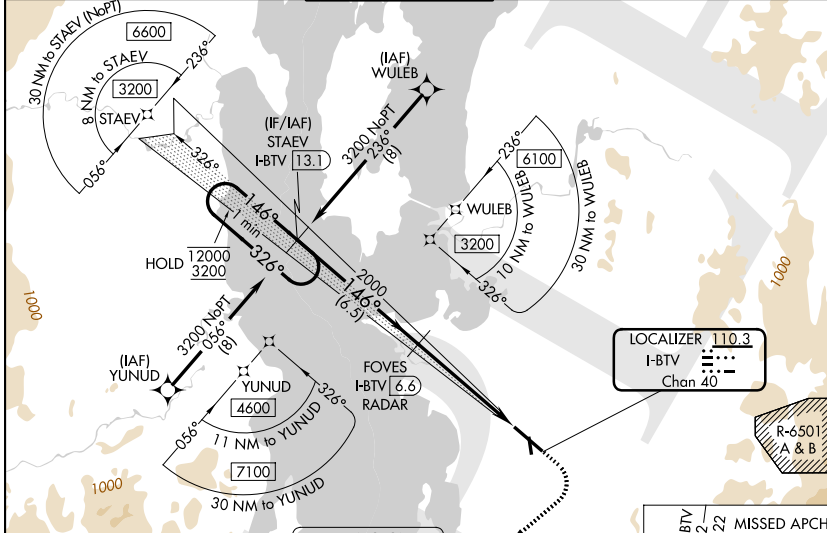 30 NM to STAEV (NoPT)
6600
8 NM to STAEV
236°
3200
STAEV
056°
326°
(IAF)
WULEB
(IF/IAF)
STAEV
I-BTV 13.1
3200 NoPT
236°
(8)
236°
6100
WULEB
3200
10 NM to WULEB
30 NM to WULEB
326°
146°
1 min
326°
HOLD
12000
3200
2000
146°
(6.5)
1000
1000
3200 NoPT
056°
(8)
(IAF)
YUNUD
FOVES
I-BTV 6.6
RADAR
LOCALIZER 110.3
I-BTV
Chan 40
YUNUD
4600
056°
326°
11 NM to YUNUD
7100
30 NM to YUNUD
R-6501
A & B
1000
BTV
22
MISSED APCH